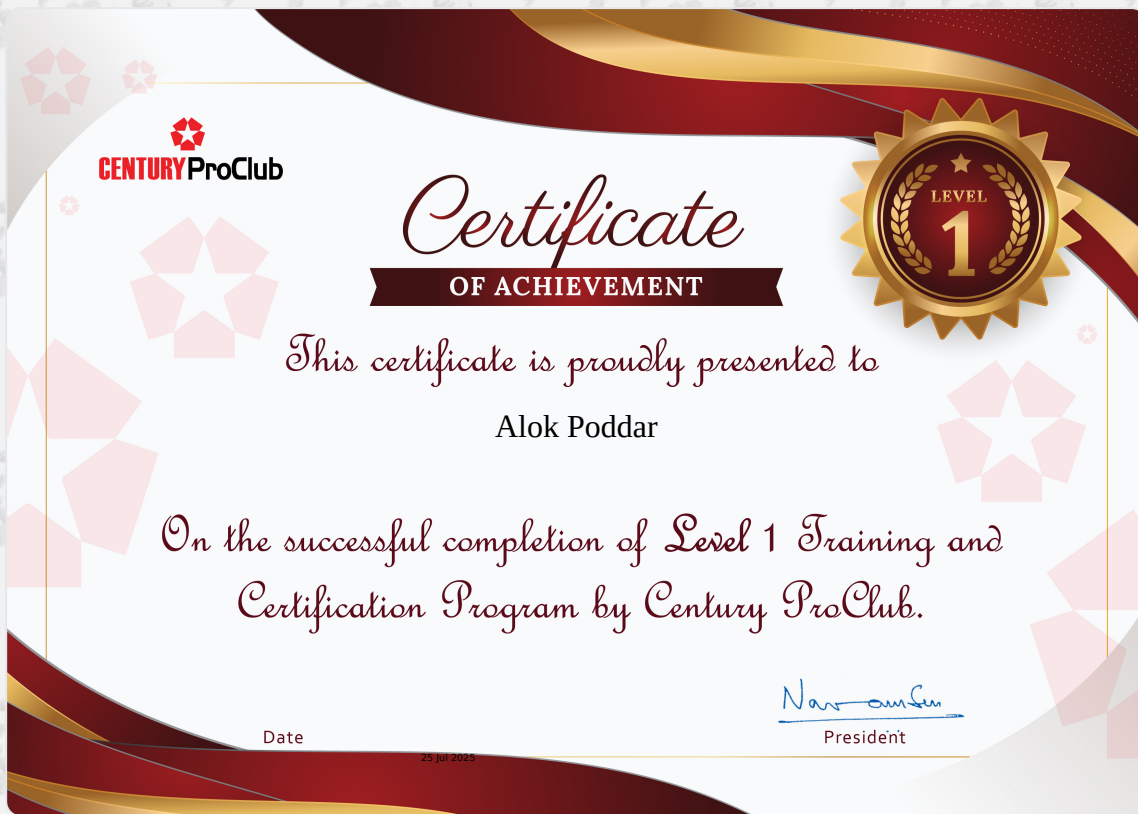 CENTURY ProClub
LEVEL
1
Certificate
OF ACHIEVEMENT
This certificate is proudly presented to
Alok Poddar
On the successful completion of Level 1 Training and
Certification Program by Century ProClub.
Date
President
25 Jul 2025